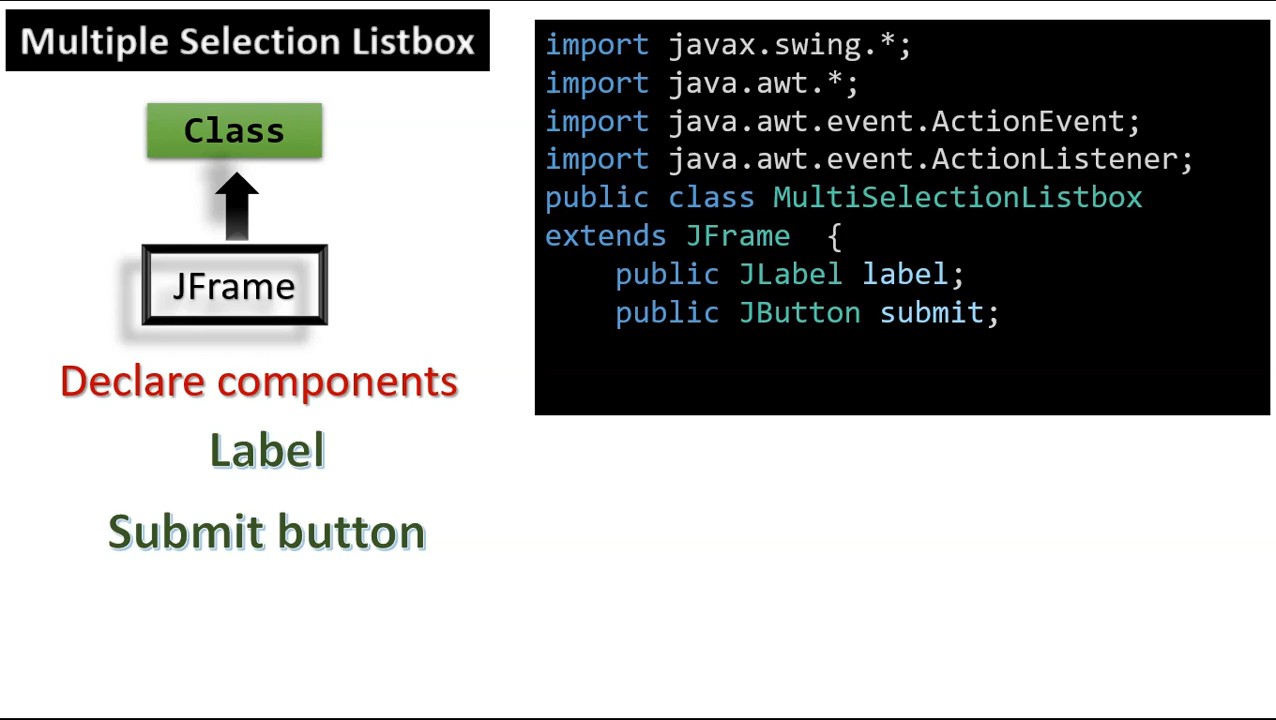 Multiple Selection Listbox
Class
JFrame
Declare components
Label
Submit button
import javax.swing.*;
import java.awt.*;
import java.awt.event.ActionEvent;
import java.awt.event.ActionListener;
public class MultiSelectionListbox
extends JFrame  {
    public JLabel label;
    public JButton submit;